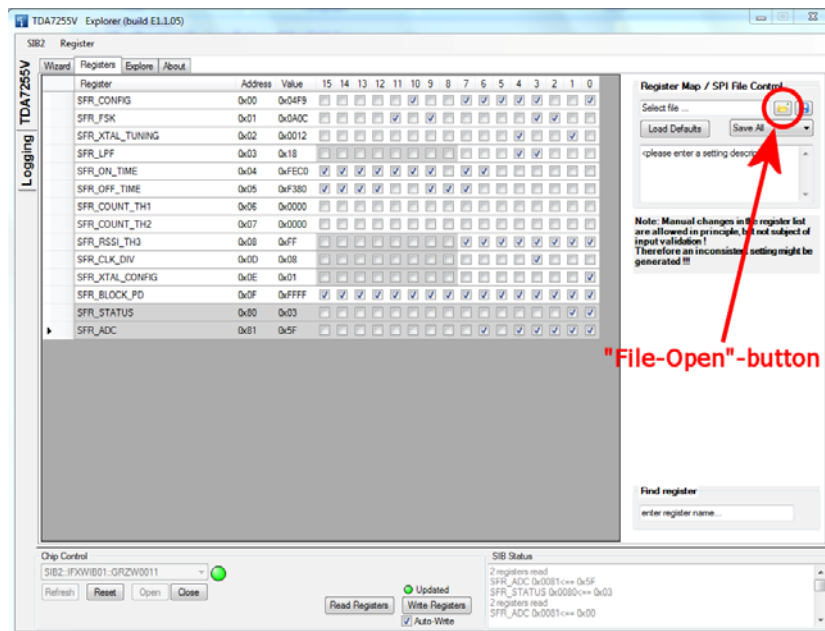 TDA7255V Explorer (build E1.1.05)
SIB2 Register
TDA7255V
Logging
Wizard Registers Explore About
Register Address Value 15 14 13 12 11 10 9 8 7 6 5 4 3 2 1 0
SFR_CONFIG 0x00 0x04F9
SFR_FSK 0x01 0x0A0C
SFR_XTAL_TUNING 0x02 0x0012
SFR_LPF 0x03 0x18
SFR_ON_TIME 0x04 0xFEC0
SFR_OFF_TIME 0x05 0xF380
SFR_COUNT_TH1 0x06 0x0000
SFR_COUNT_TH2 0x07 0x0000
SFR_RSSI_TH3 0x08 0xFF
SFR_CLK_DIV 0x0D 0x08
SFR_XTAL_CONFIG 0x0E 0x01
SFR_BLOCK_PD 0x0F 0xFFFF
SFR_STATUS 0x80 0x03
SFR_ADC 0x81 0x5F
Register Map / SPI File Control
Select file ...
Load Defaults Save All
<please enter a setting descrip
Note: Manual changes in the register list
are allowed in principle, but not subject of
input validation !
Therefore an inconsistent setting might be
generated !!!
"File-Open"-button
Find register
enter register name...
Chip Control
SIB2::IFXWIB01::GRZW0011
Refresh Reset Open Close
Read Registers
Updated
Write Registers
Auto-Write
SIB Status
2 registers read
SFR_ADC 0x0081<== 0x5F
SFR_STATUS 0x0080<== 0x03
2 registers read
SFR_ADC 0x0081<== 0x00